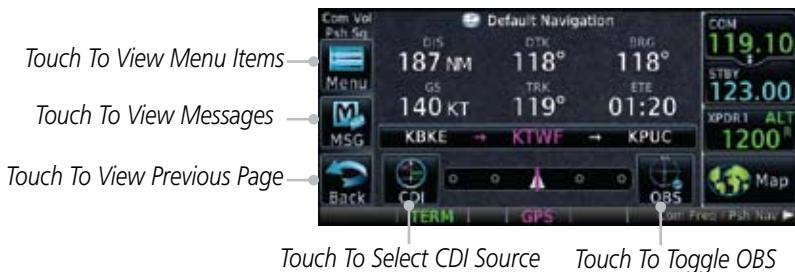 Com Vol
Psh Sq
Default Navigation
COM
119.10
STBY
123.00
XPDR1 ALT
1200 R
Map
Menu
MSG
Back
DIS
187 NM
DTK
118°
BRG
118°
GS
140 KT
TRK
119°
ETE
01:20
KBKE → KTWF → KPUC
CDI
OBS
TERM
GPS
Com Freq / Psh Nav
Touch To View Menu Items
Touch To View Messages
Touch To View Previous Page
Touch To Select CDI Source
Touch To Toggle OBS